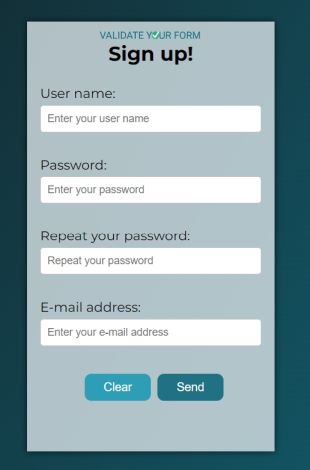 VALIDATE YOUR FORM
Sign up!
User name:
Enter your user name
Password:
Enter your password
Repeat your password:
Repeat your password
E-mail address:
Enter your e-mail address
Clear Send